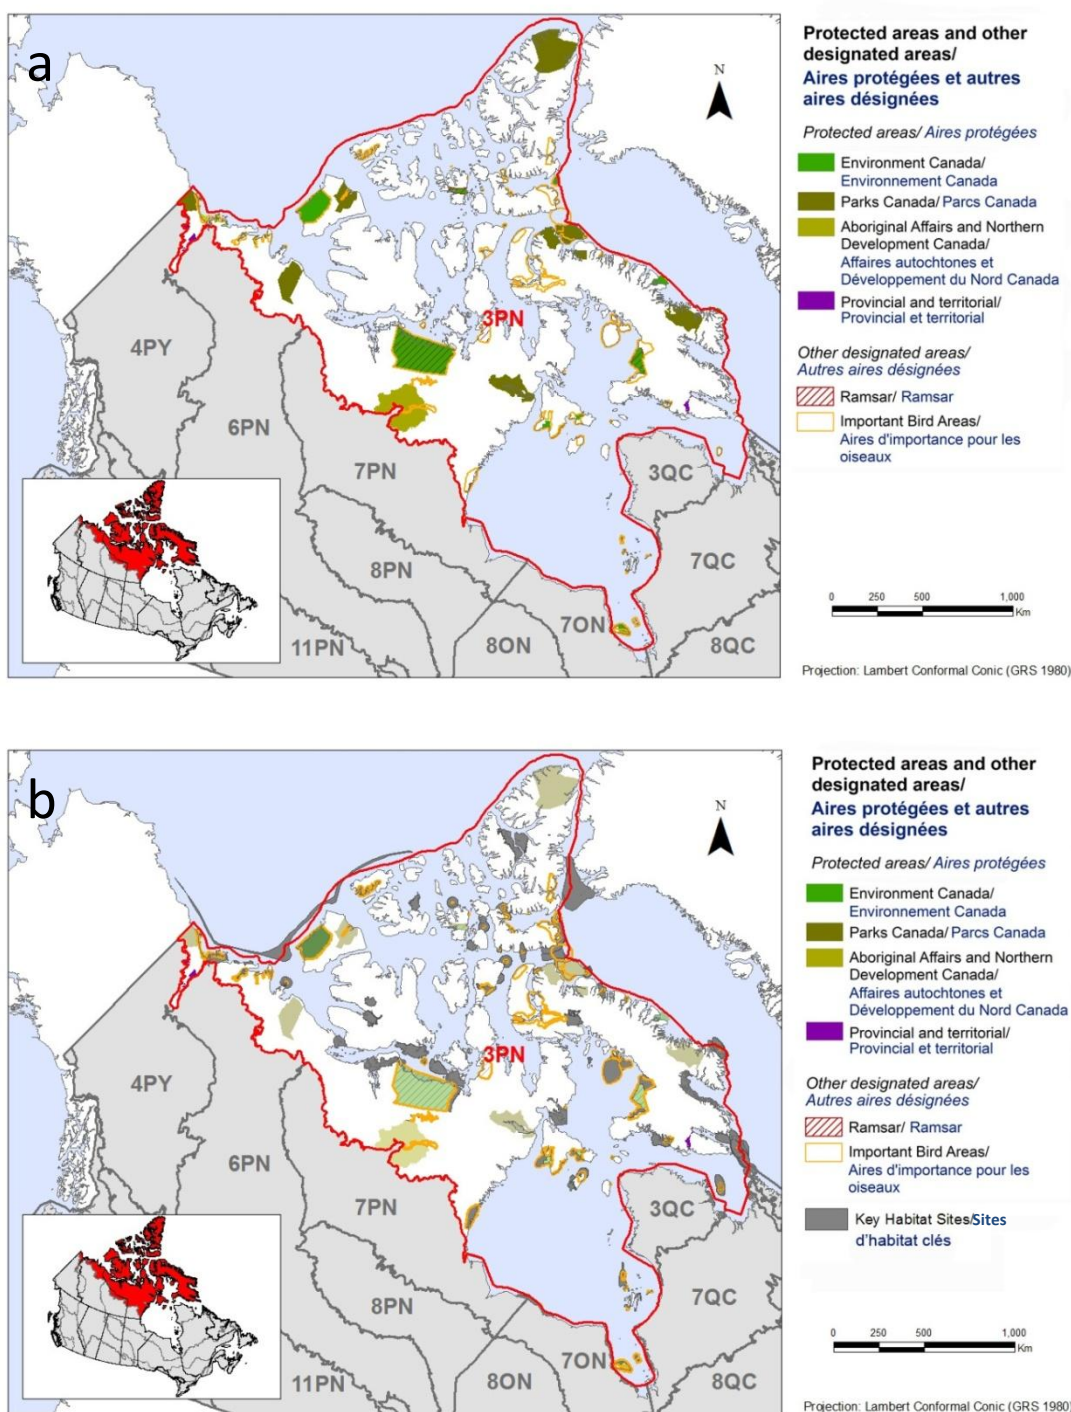 a
N
3PN
4PY
6PN
7PN
3QC
8PN
7QC
7ON
11PN
8ON
8QC
Protected areas and other
designated areas/
Aires protégées et autres
aires désignées
Protected areas/ Aires protégées
Environment Canada/
Environnement Canada
Parks Canada/ Parcs Canada
Aboriginal Affairs and Northern
Development Canada/
Affaires autochtones et
Développement du Nord Canada
Provincial and territorial/
Provincial et territorial
Other designated areas/
Autres aires désignées
Ramsar/ Ramsar
Important Bird Areas/
Aires d'importance pour les
oiseaux
0 250 500 1,000
Km
Projection: Lambert Conformal Conic (GRS 1980)
b
N
3PN
4PY
6PN
7PN
3QC
8PN
7QC
7ON
11PN
8ON
8QC
Protected areas and other
designated areas/
Aires protégées et autres
aires désignées
Protected areas/ Aires protégées
Environment Canada/
Environnement Canada
Parks Canada/ Parcs Canada
Aboriginal Affairs and Northern
Development Canada/
Affaires autochtones et
Développement du Nord Canada
Provincial and territorial/
Provincial et territorial
Other designated areas/
Autres aires désignées
Ramsar/ Ramsar
Important Bird Areas/
Aires d'importance pour les
oiseaux
Key Habitat Sites/Sites
d'habitat clés
0 250 500 1,000
Km
Projection: Lambert Conformal Conic (GRS 1980)